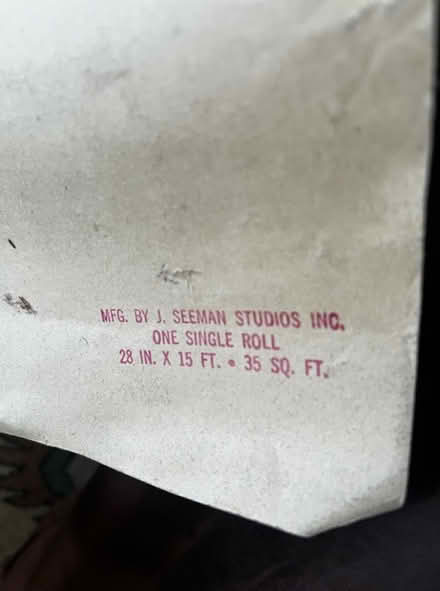 MFG. BY J. SEEMAN STUDIOS INC.
ONE SINGLE ROLL
28 IN. X 15 FT. • 35 SQ. FT.